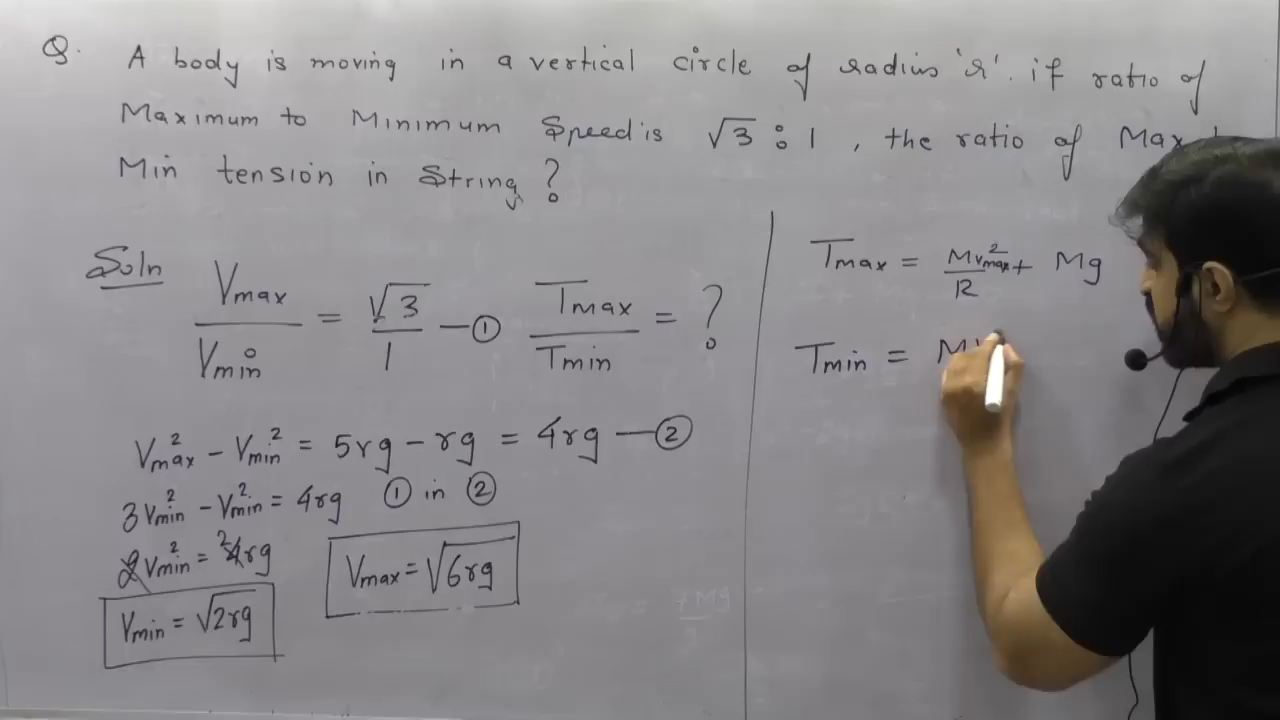 Q. A body is moving in a vertical circle of radius 'r'. if ratio of
Maximum to Minimum Speed is √3 : 1, the ratio of Max
Min tension in String?
Soln
Vmax/Vmin = √3/1 — ① Tmax/Tmin = ?
Vmax² - Vmin² = 5rg - rg = 4rg — ②
3Vmin² - Vmin² = 4rg ① in ②
2Vmin² = ²4rg
Vmin = √2rg
Vmax = √6rg
Tmax = MVmax²/R + Mg
Tmin = M
7Mg